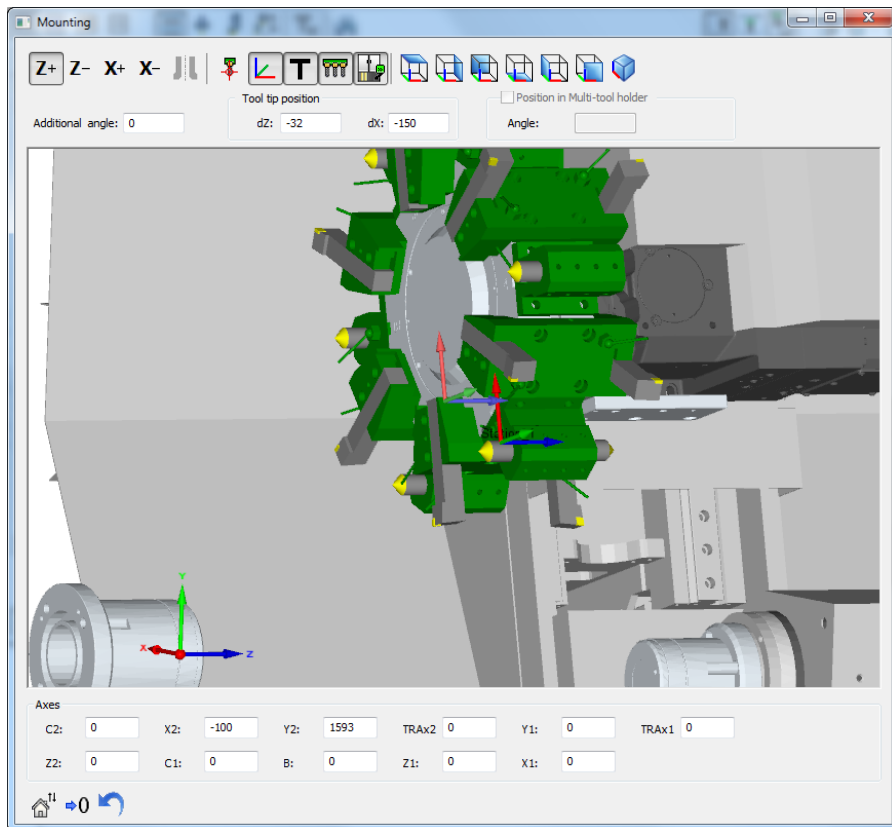 Mounting
Z+ Z- X+ X-
T
Tool tip position
Position in Multi-tool holder
Additional angle: 0 dZ: -32 dX: -150 Angle:
Y
X
Z
Axes
C2: 0 X2: -100 Y2: 1593 TRAx2 0 Y1: 0 TRAx1 0
Z2: 0 C1: 0 B: 0 Z1: 0 X1: 0
0